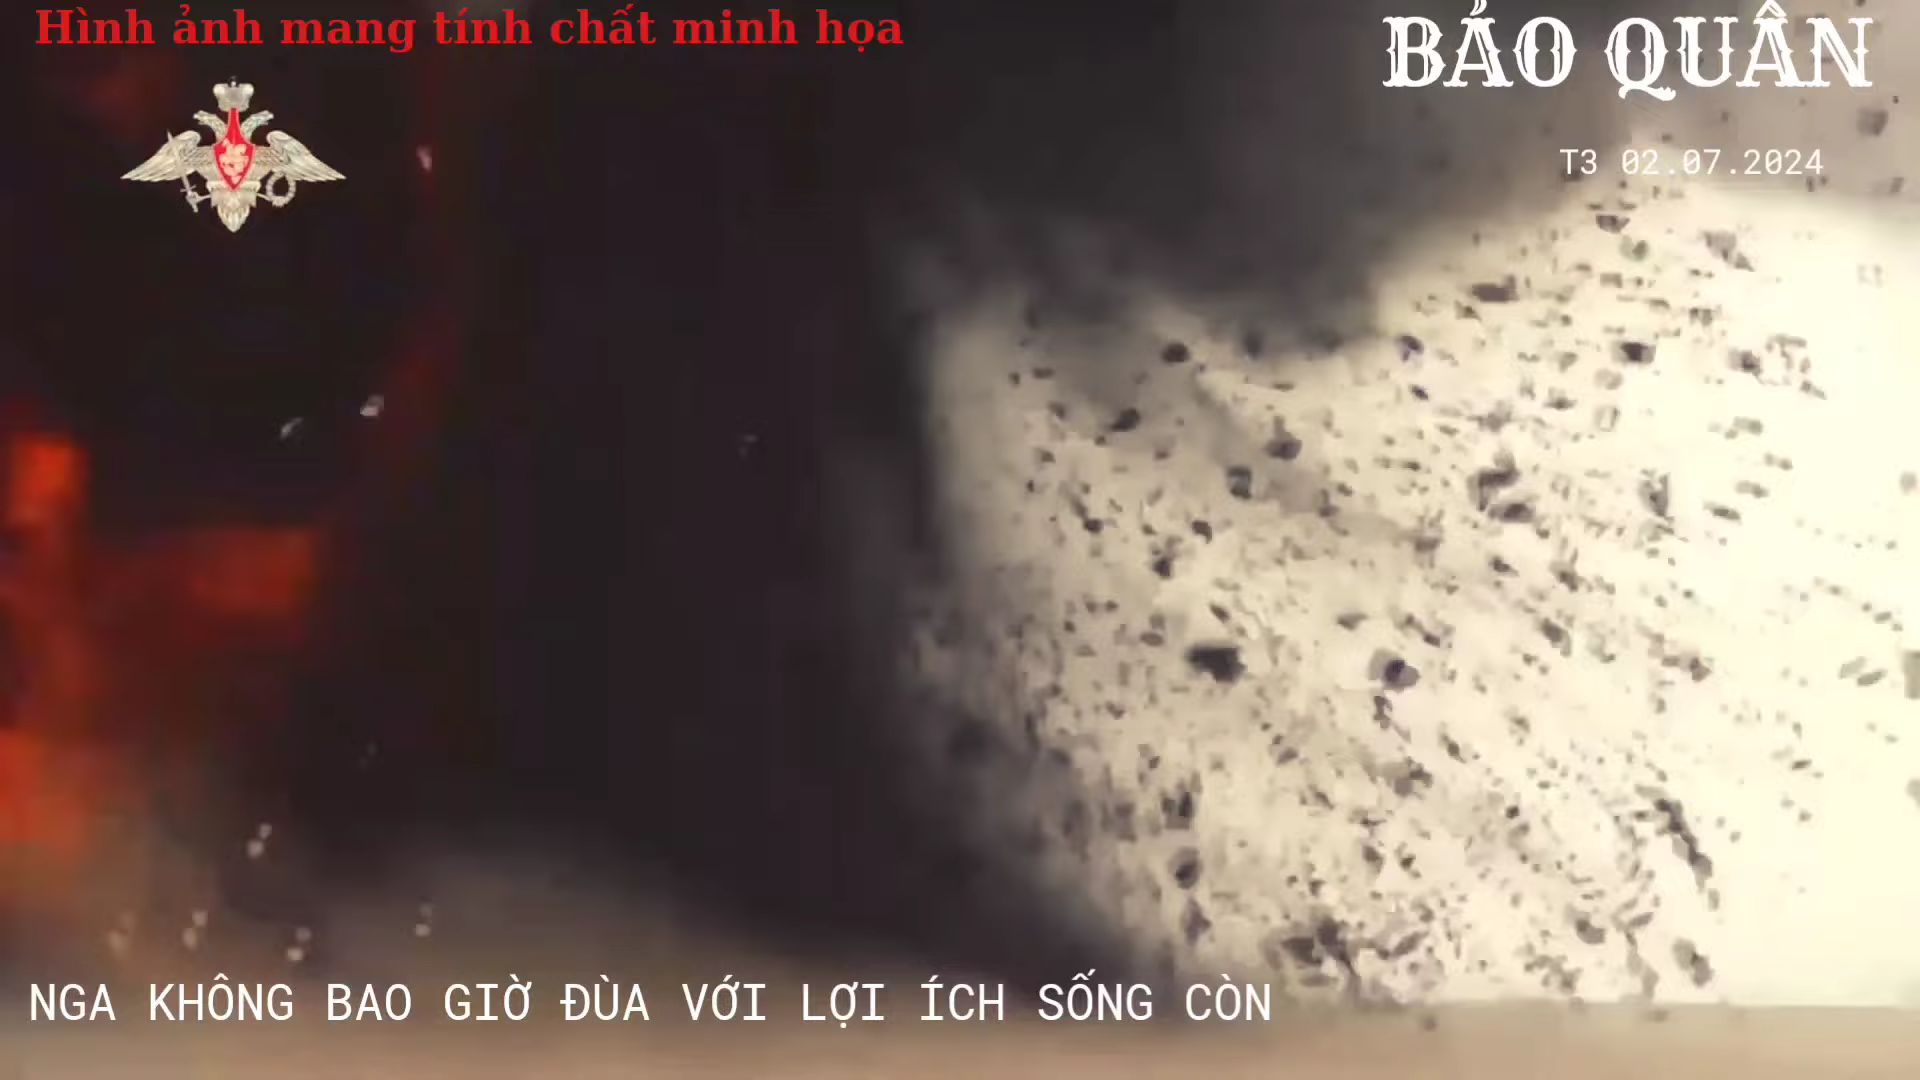 Hình ảnh mang tính chất minh họa
BẢO QUÂN
T3 02.07.2024
NGA KHÔNG BAO GIỜ ĐÙA VỚI LỢI ÍCH SỐNG CÒN